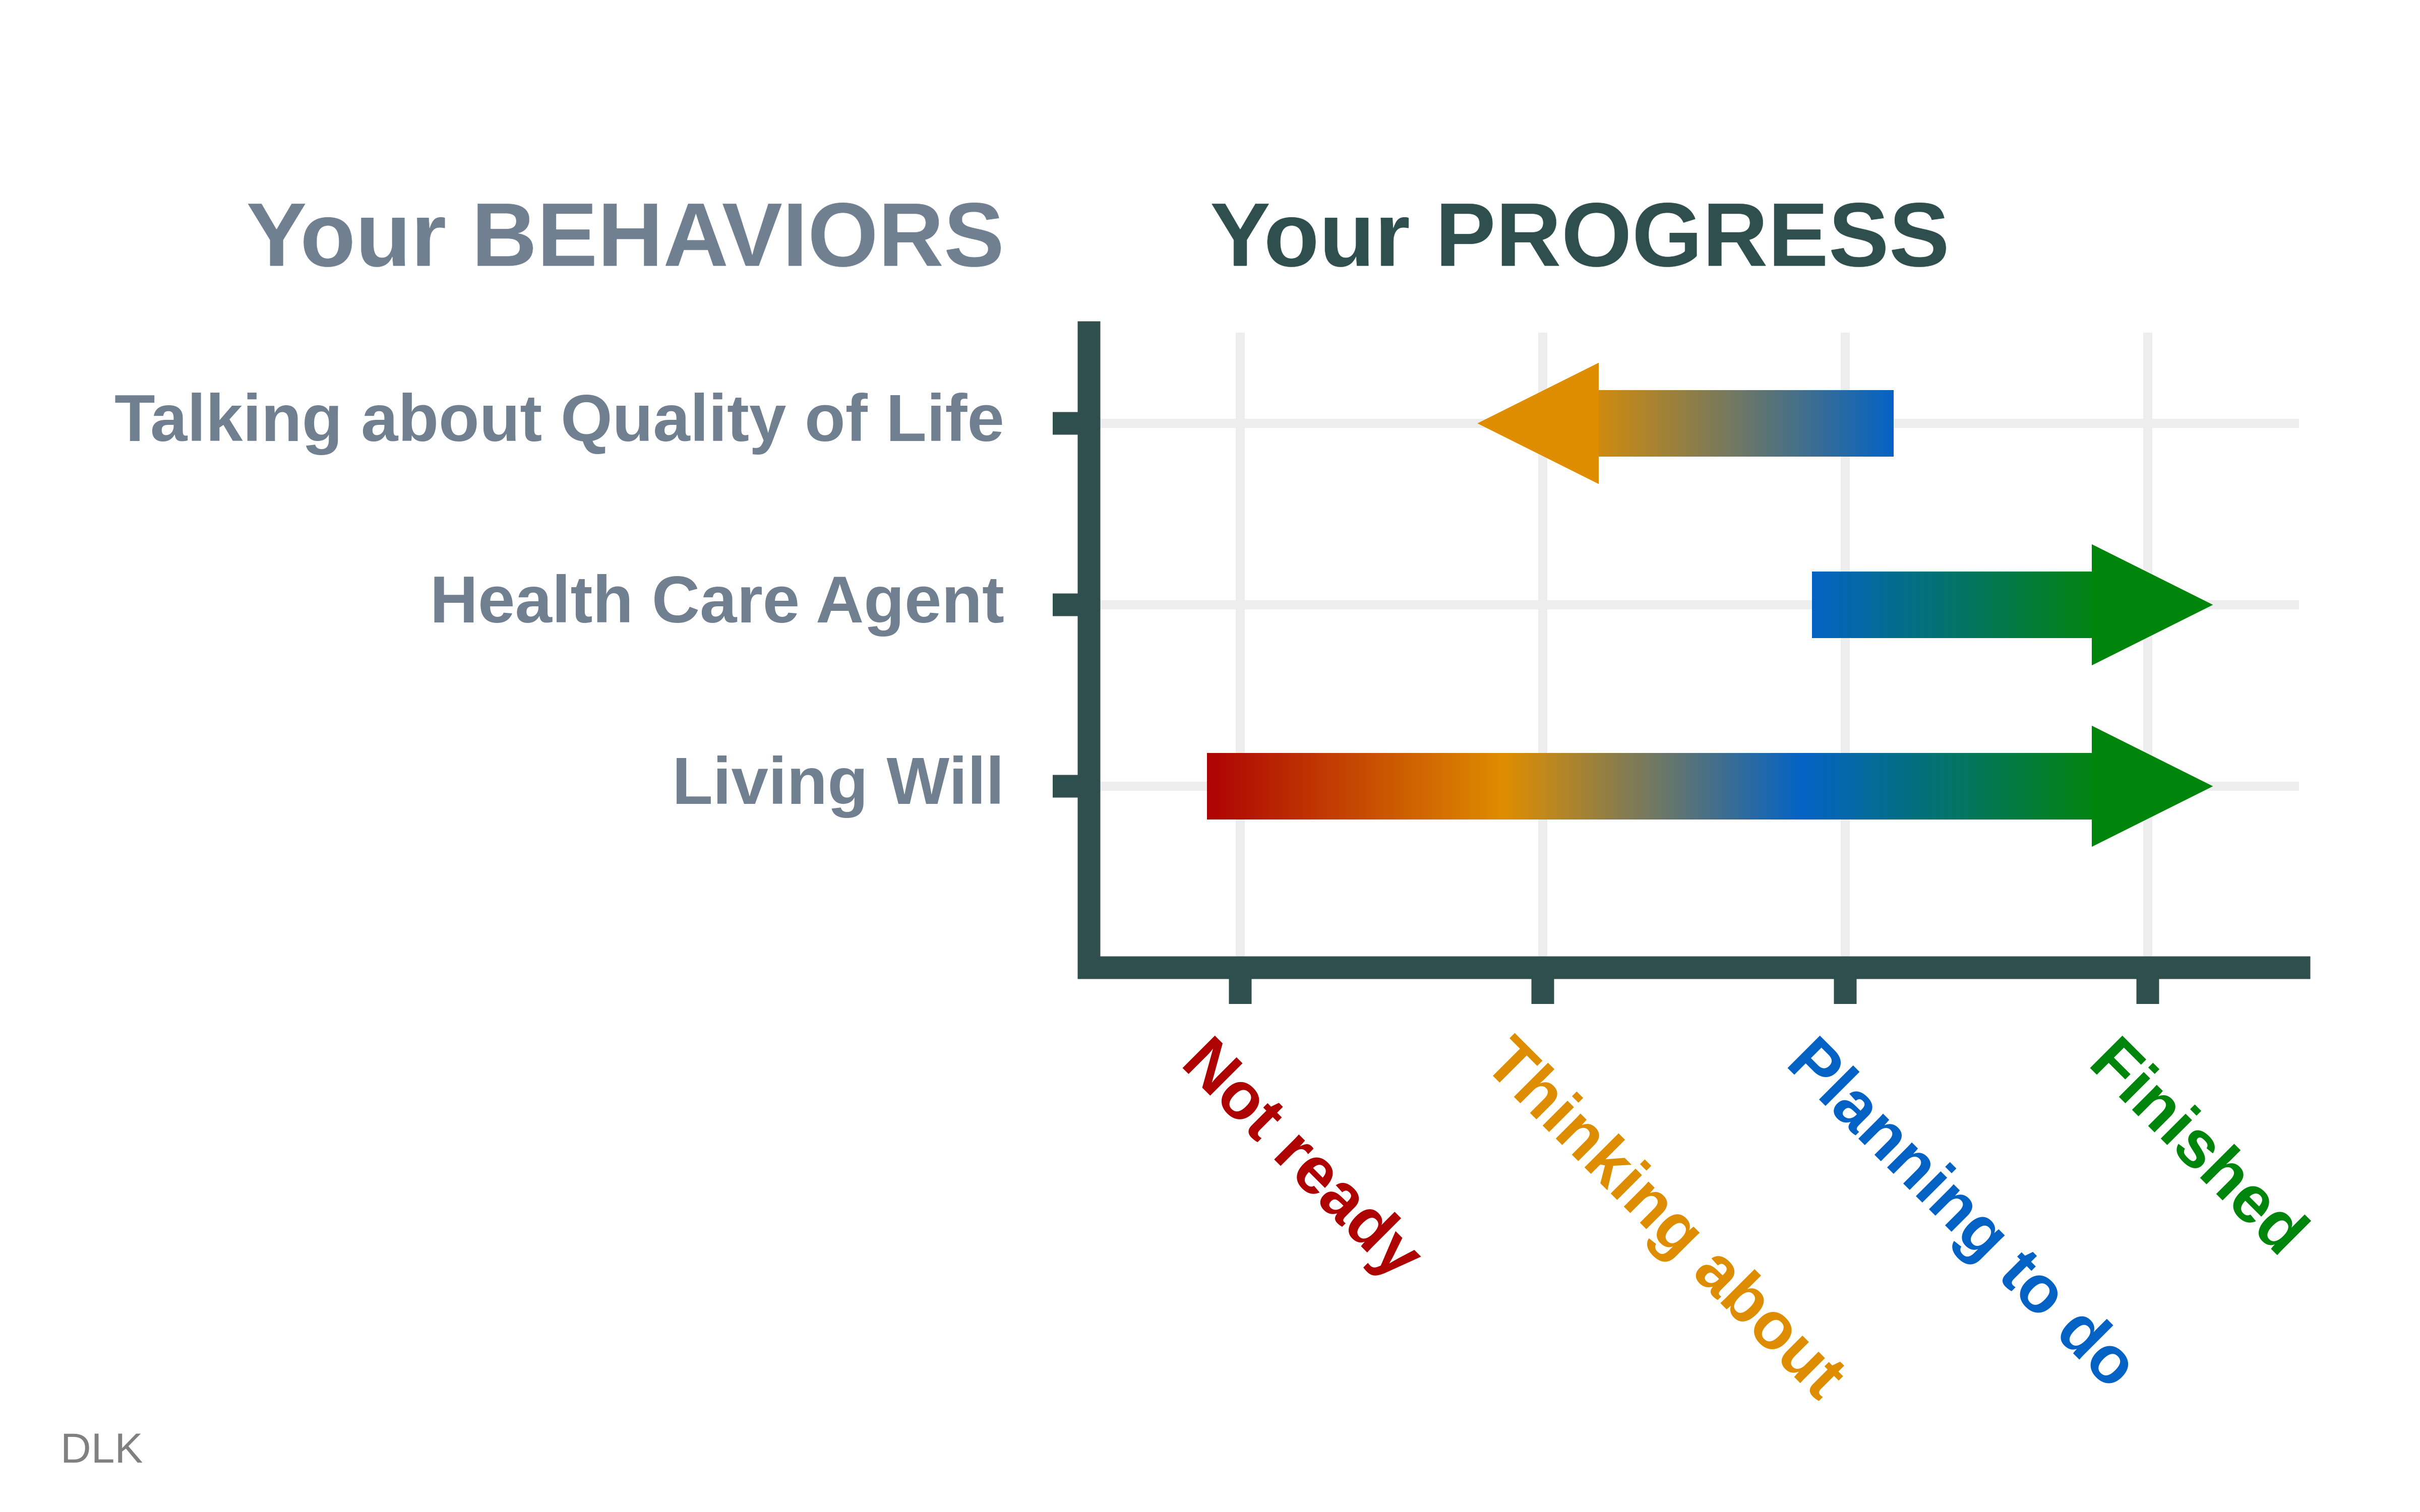 Your BEHAVIORS
Your PROGRESS
Talking about Quality of Life
Health Care Agent
Living Will
Not ready
Thinking about
Planning to do
Finished
DLK